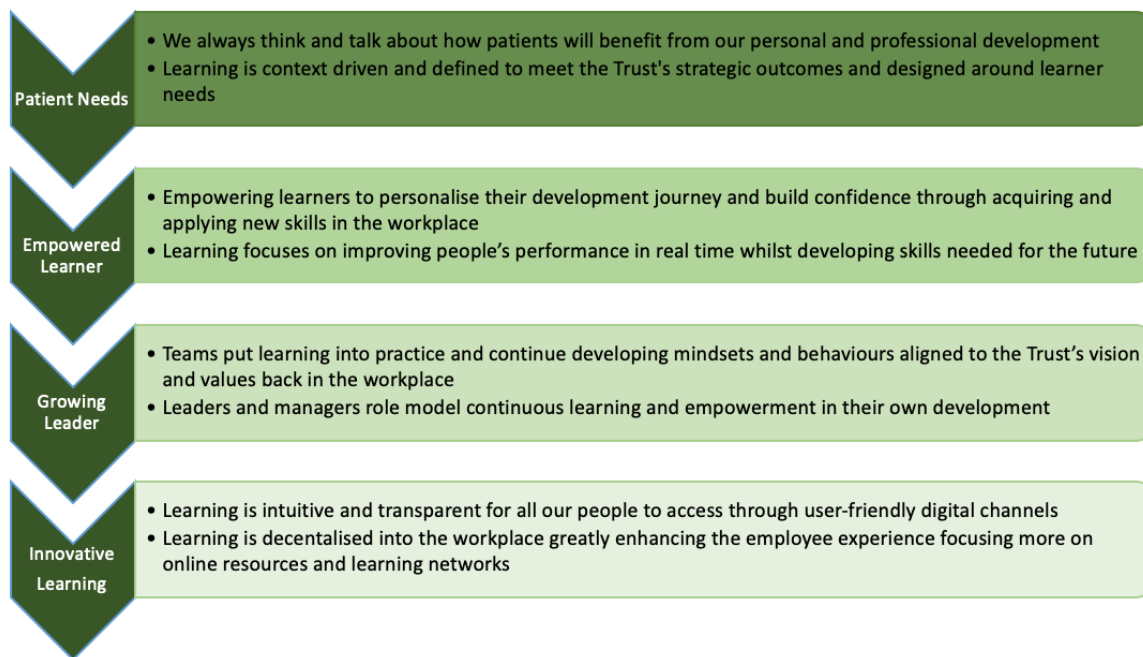 Patient Needs
• We always think and talk about how patients will benefit from our personal and professional development
• Learning is context driven and defined to meet the Trust's strategic outcomes and designed around learner
needs
Empowered
Learner
• Empowering learners to personalise their development journey and build confidence through acquiring and
applying new skills in the workplace
• Learning focuses on improving people’s performance in real time whilst developing skills needed for the future
Growing
Leader
• Teams put learning into practice and continue developing mindsets and behaviours aligned to the Trust’s vision
and values back in the workplace
• Leaders and managers role model continuous learning and empowerment in their own development
Innovative
Learning
• Learning is intuitive and transparent for all our people to access through user-friendly digital channels
• Learning is decentalised into the workplace greatly enhancing the employee experience focusing more on
online resources and learning networks